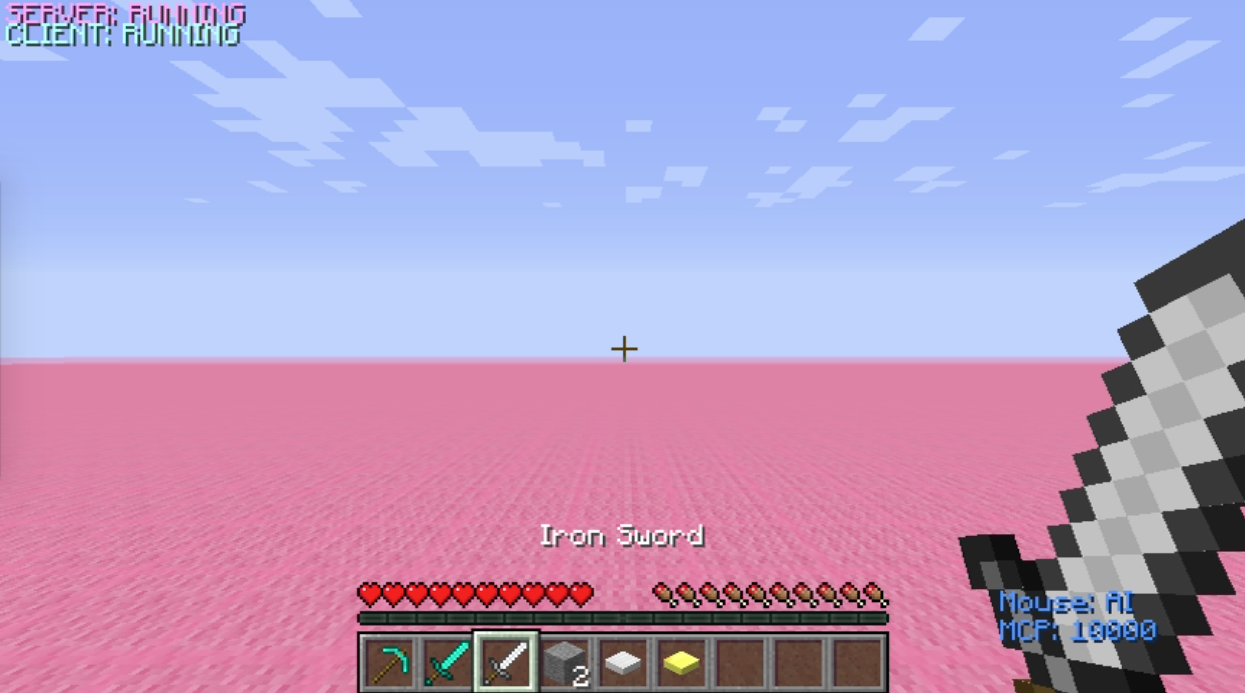 SERVER: RUNNING
CLIENT: RUNNING
Iron Sword
Mouse: AI
MCP: 10000
2